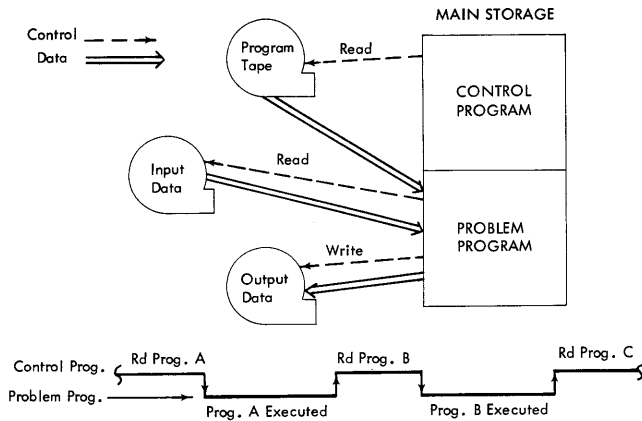 MAIN STORAGE
Control
Data
Program
Tape
Read
CONTROL
PROGRAM
Input
Data
Read
PROBLEM
PROGRAM
Output
Data
Write
Control Prog.
Rd Prog. A
Rd Prog. B
Rd Prog. C
Problem Prog.
Prog. A Executed
Prog. B Executed